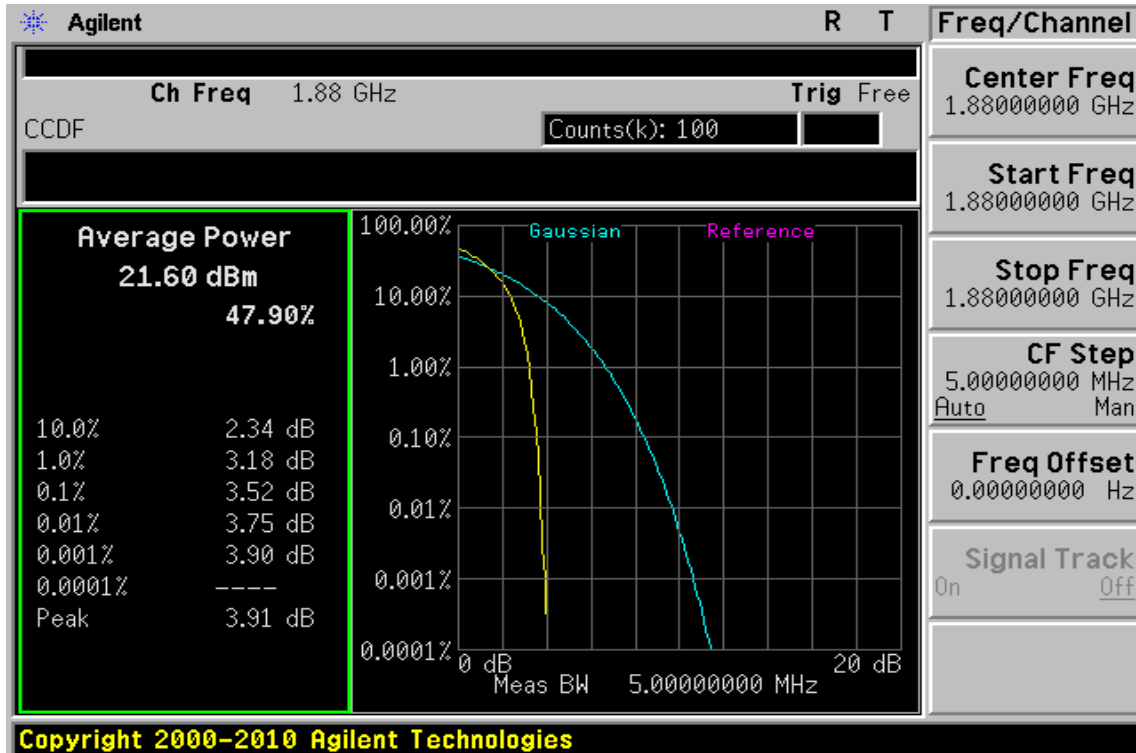 Agilent R T
Ch Freq 1.88 GHz Trig Free
CCDF Counts(k): 100
Average Power
21.60 dBm
47.90%
10.0% 2.34 dB
1.0% 3.18 dB
0.1% 3.52 dB
0.01% 3.75 dB
0.001% 3.90 dB
0.0001% ----
Peak 3.91 dB
Gaussian Reference
100.00%
10.00%
1.00%
0.10%
0.01%
0.001%
0.0001%
0 dB 20 dB
Meas BW 5.00000000 MHz
Freq/Channel
Center Freq
1.88000000 GHz
Start Freq
1.88000000 GHz
Stop Freq
1.88000000 GHz
CF Step
5.00000000 MHz
Auto Man
Freq Offset
0.00000000 Hz
Signal Track
On Off
Copyright 2000-2010 Agilent Technologies